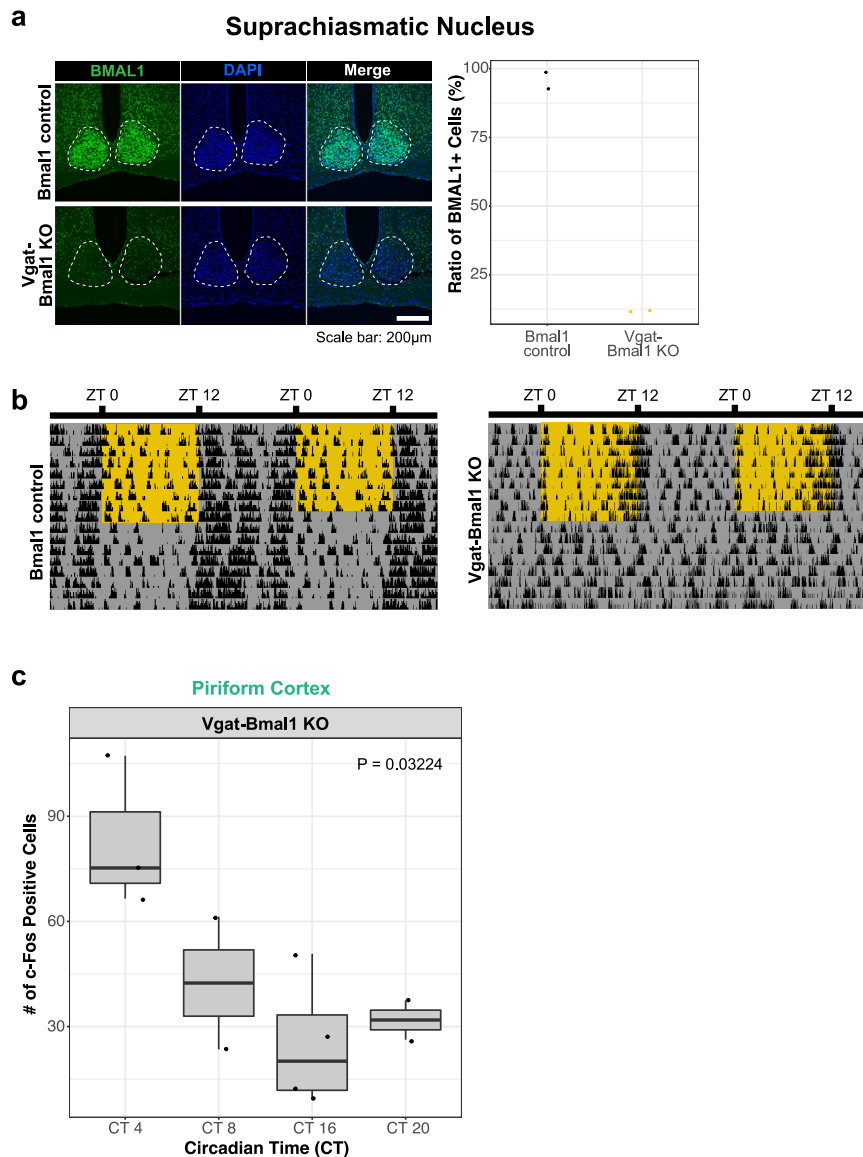 a
Suprachiasmatic Nucleus
BMAL1 DAPI Merge
Bmal1 control
Vgat-
Bmal1 KO
Scale bar: 200μm
Ratio of BMAL1+ Cells (%)
100
75
50
25
Bmal1
control
Vgat-
Bmal1 KO
b
ZT 0 ZT 12 ZT 0 ZT 12
Bmal1 control
ZT 0 ZT 12 ZT 0 ZT 12
Vgat-Bmal1 KO
c
Piriform Cortex
Vgat-Bmal1 KO
P = 0.03224
# of c-Fos Positive Cells
90
60
30
CT 4 CT 8 CT 16 CT 20
Circadian Time (CT)